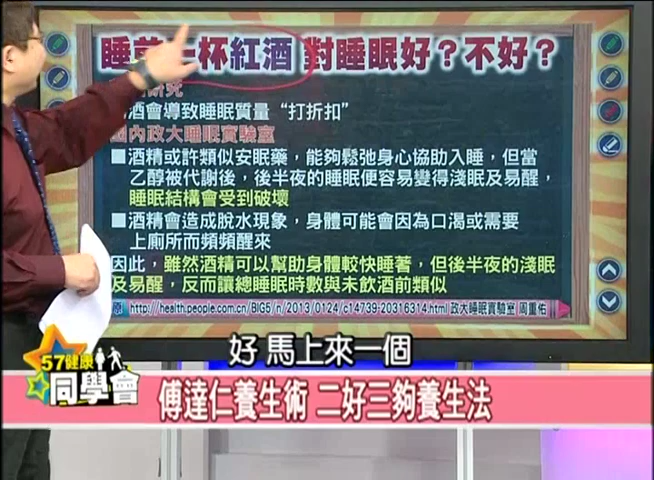 睡前一杯紅酒 對睡眠好？不好？
研究
酒會導致睡眠質量“打折扣”
國內政大睡眠實驗室
■酒精或許類似安眠藥，能夠鬆弛身心協助入睡，但當
乙醇被代謝後，後半夜的睡眠便容易變得淺眠及易醒，
睡眠結構會受到破壞
■酒精會造成脫水現象，身體可能會因為口渴或需要
上廁所而頻頻醒來
因此，雖然酒精可以幫助身體較快睡著，但後半夜的淺眠
及易醒，反而讓總睡眠時數與未飲酒前類似
原 http://health.people.com.cn/BIG5/n/2013/0124/c14739-20316314.html 政大睡眠實驗室 周重佑
好 馬上來一個
57健康
同學會
傅達仁養生術 二好三夠養生法